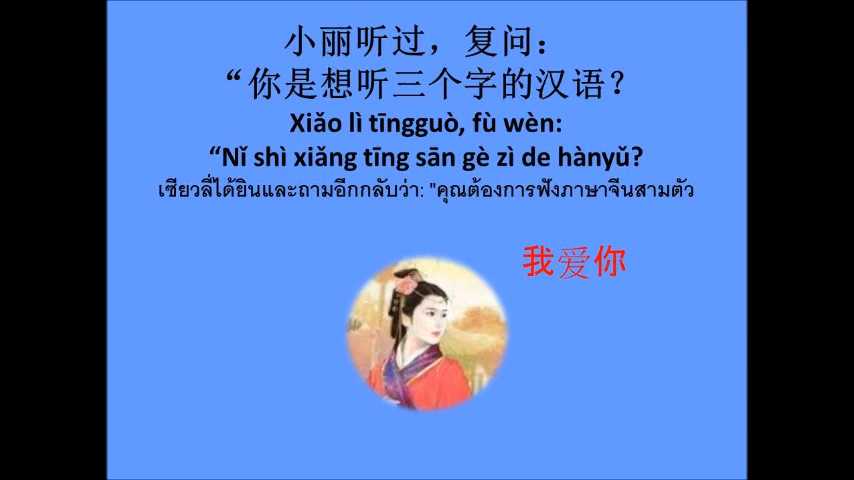 小丽听过，复问：
“你是想听三个字的汉语？
Xiǎo lì tīngguò, fù wèn:
“Nǐ shì xiǎng tīng sān gè zì de hànyǔ?
เซียวลี่ได้ยินและถามอีกกลับว่า: "คุณต้องการฟังภาษาจีนสามตัว
我爱你